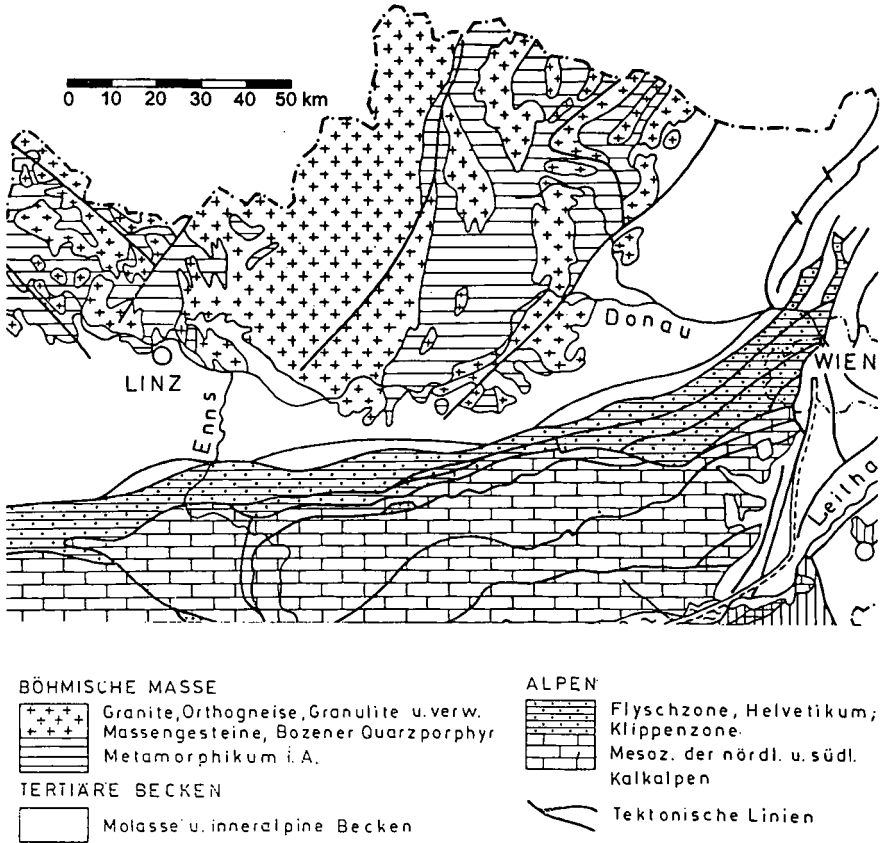 0 10 20 30 40 50 km
Donau
WIEN
LINZ
Enns
Leitha
BÖHMISCHE MASSE
Granite, Orthogneise, Granulite u. verw.
Massengesteine, Bozener Quarzporphyr
Metamorphikum i. A.
TERTIÄRE BECKEN
Molasse u. inneralpine Becken
ALPEN
Flyschzone, Helvetikum;
Klippenzone
Mesoz. der nördl. u. südl.
Kalkalpen
Tektonische Linien